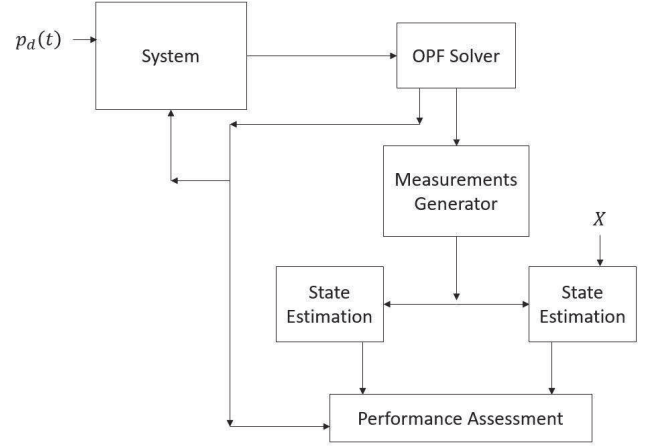 p_d(t)
System
OPF Solver
Measurements
Generator
X
State
Estimation
State
Estimation
Performance Assessment